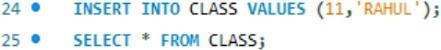 24 INSERT INTO CLASS VALUES (11,'RAHUL');
25 SELECT * FROM CLASS;